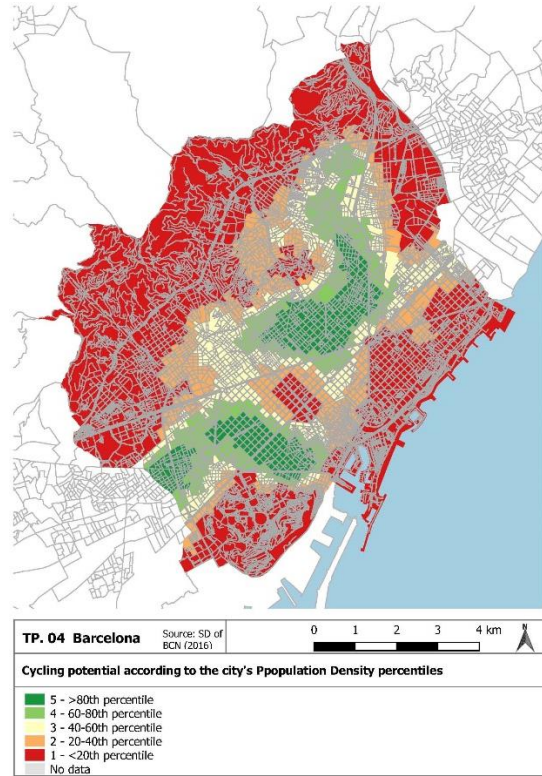 TP. 04 Barcelona
Source: SD of
BCN (2016)
0 1 2 3 4 km
N
Cycling potential according to the city's Ppopulation Density percentiles
5 - >80th percentile
4 - 60-80th percentile
3 - 40-60th percentile
2 - 20-40th percentile
1 - <20th percentile
No data